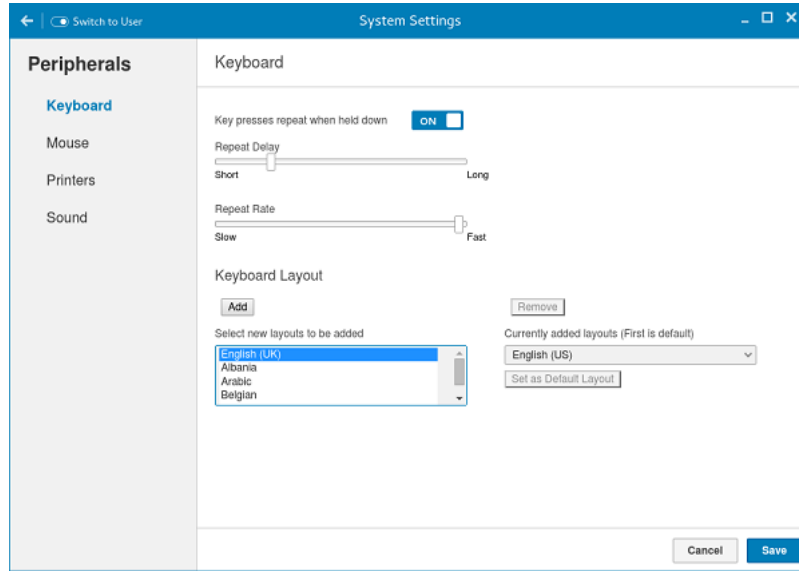 Switch to User
System Settings
Peripherals
Keyboard
Mouse
Printers
Sound
Keyboard
Key presses repeat when held down
ON
Repeat Delay
Short
Long
Repeat Rate
Slow
Fast
Keyboard Layout
Add
Remove
Select new layouts to be added
Currently added layouts (First is default)
English (UK)
Albania
Arabic
Belgian
English (US)
Set as Default Layout
Cancel
Save